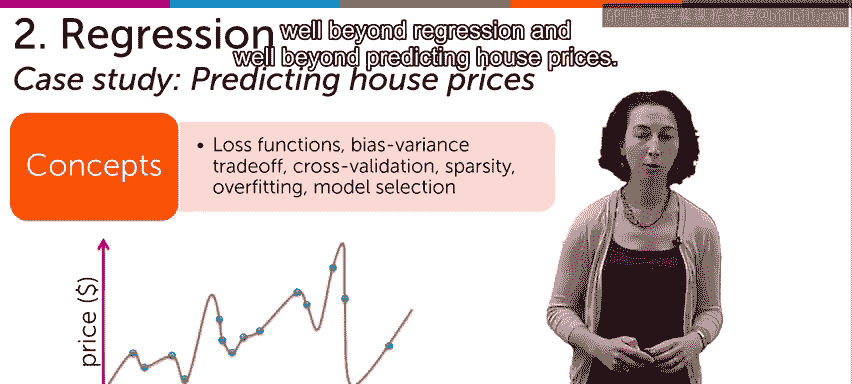 2. Regression
well beyond regression and
well beyond predicting house prices.
Case study: Predicting house prices
Concepts
• Loss functions, bias-variance
tradeoff, cross-validation, sparsity,
overfitting, model selection
price ($)